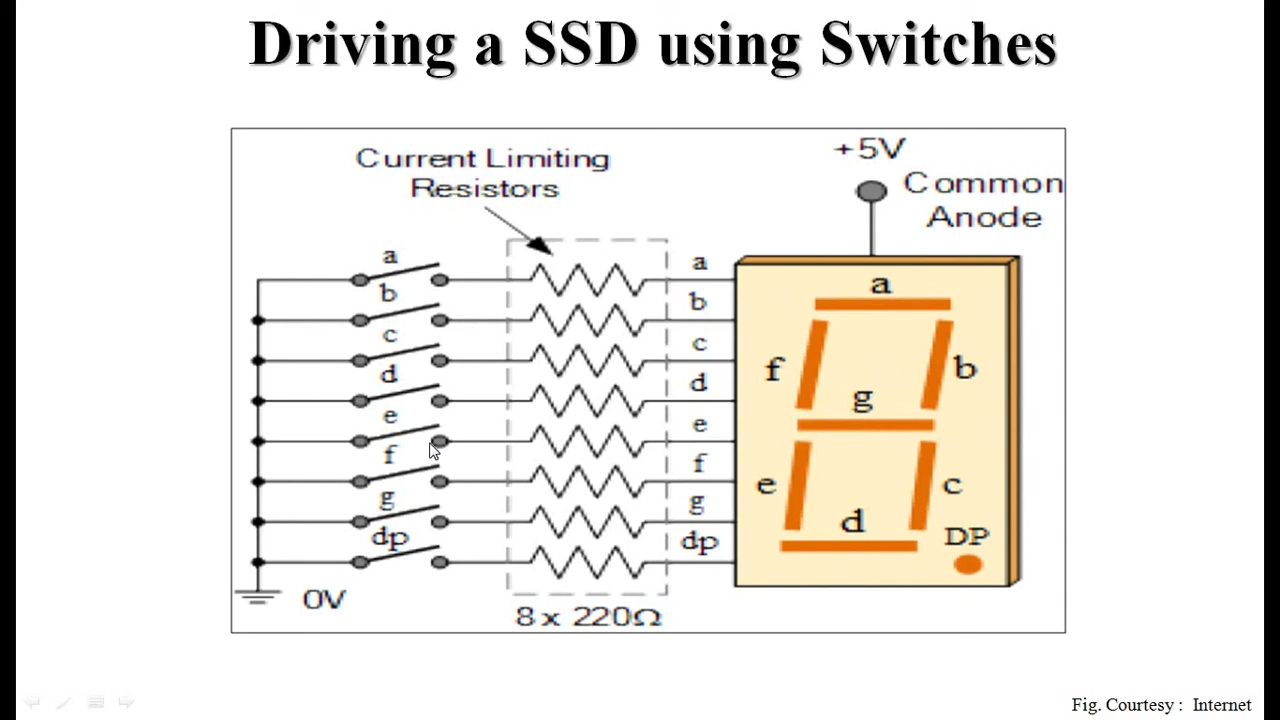 Driving a SSD using Switches
Current Limiting
Resistors
+5V
Common
Anode
a
b
c
d
e
f
g
dp
a
b
c
d
e
f
g
dp
a
f
b
g
e
c
d
DP
0V
8 x 220Ω
Fig. Courtesy : Internet